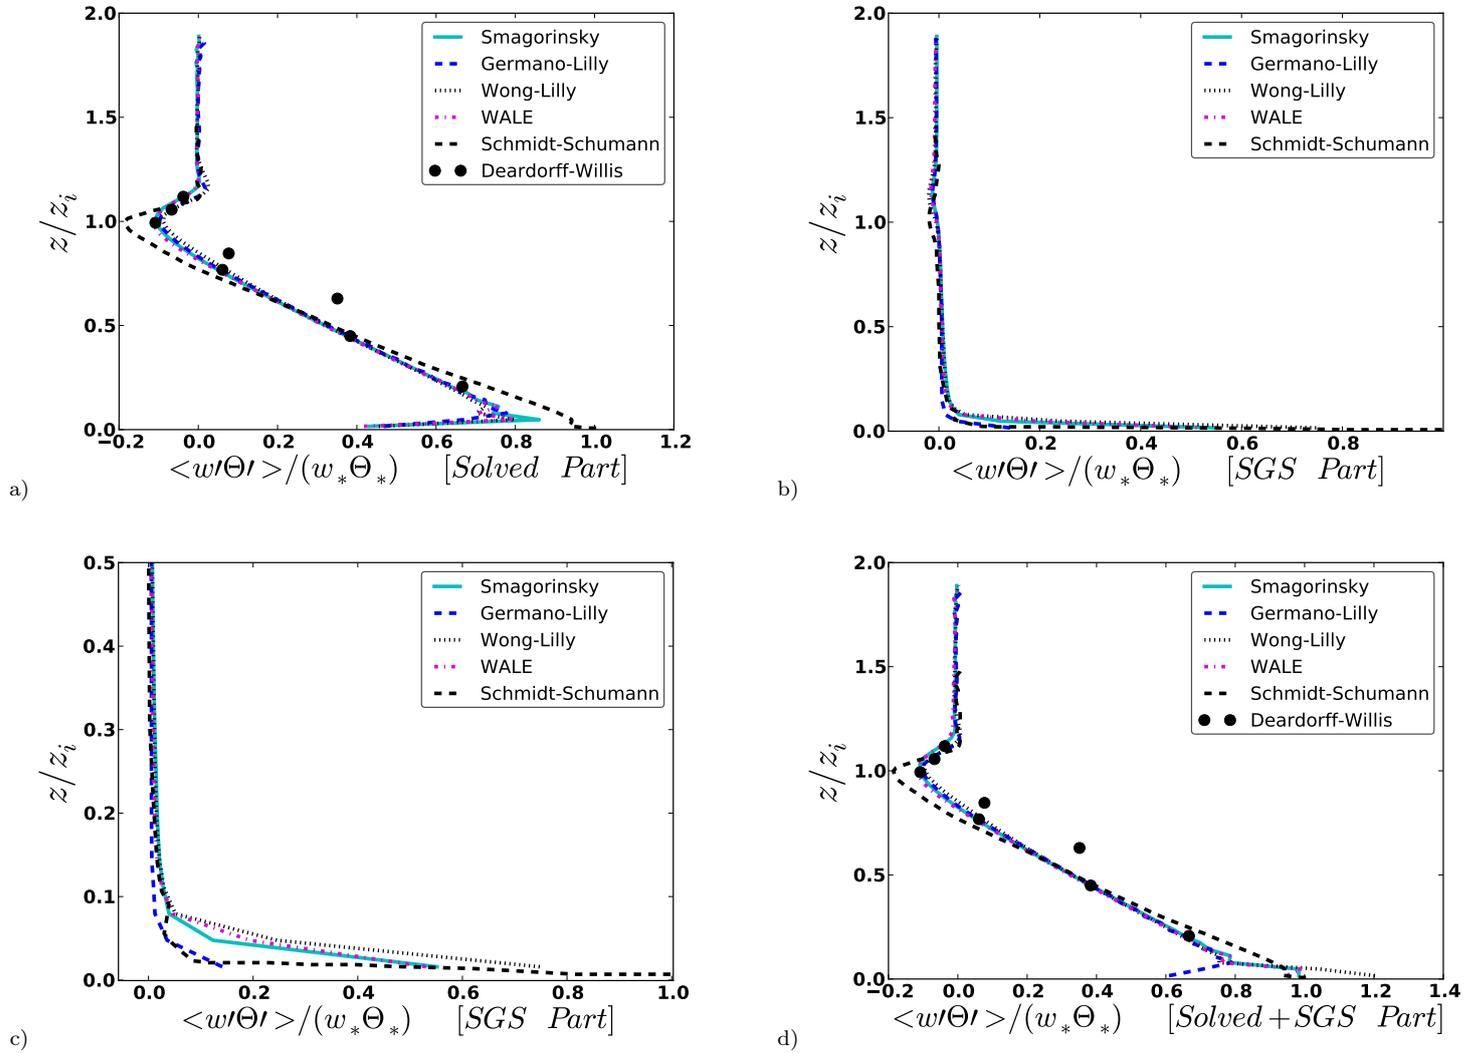 2.0
1.5
1.0
0.5
0.0
z/z_i
−0.2 0.0 0.2 0.4 0.6 0.8 1.0 1.2
<w′Θ′>/(w_*Θ_*) [Solved Part]
Smagorinsky
Germano-Lilly
Wong-Lilly
WALE
Schmidt-Schumann
Deardorff-Willis
a)
2.0
1.5
1.0
0.5
0.0
z/z_i
0.0 0.2 0.4 0.6 0.8
<w′Θ′>/(w_*Θ_*) [SGS Part]
Smagorinsky
Germano-Lilly
Wong-Lilly
WALE
Schmidt-Schumann
b)
0.5
0.4
0.3
0.2
0.1
0.0
z/z_i
0.0 0.2 0.4 0.6 0.8 1.0
<w′Θ′>/(w_*Θ_*) [SGS Part]
Smagorinsky
Germano-Lilly
Wong-Lilly
WALE
Schmidt-Schumann
c)
2.0
1.5
1.0
0.5
0.0
z/z_i
−0.2 0.0 0.2 0.4 0.6 0.8 1.0 1.2 1.4
<w′Θ′>/(w_*Θ_*) [Solved+SGS Part]
Smagorinsky
Germano-Lilly
Wong-Lilly
WALE
Schmidt-Schumann
Deardorff-Willis
d)